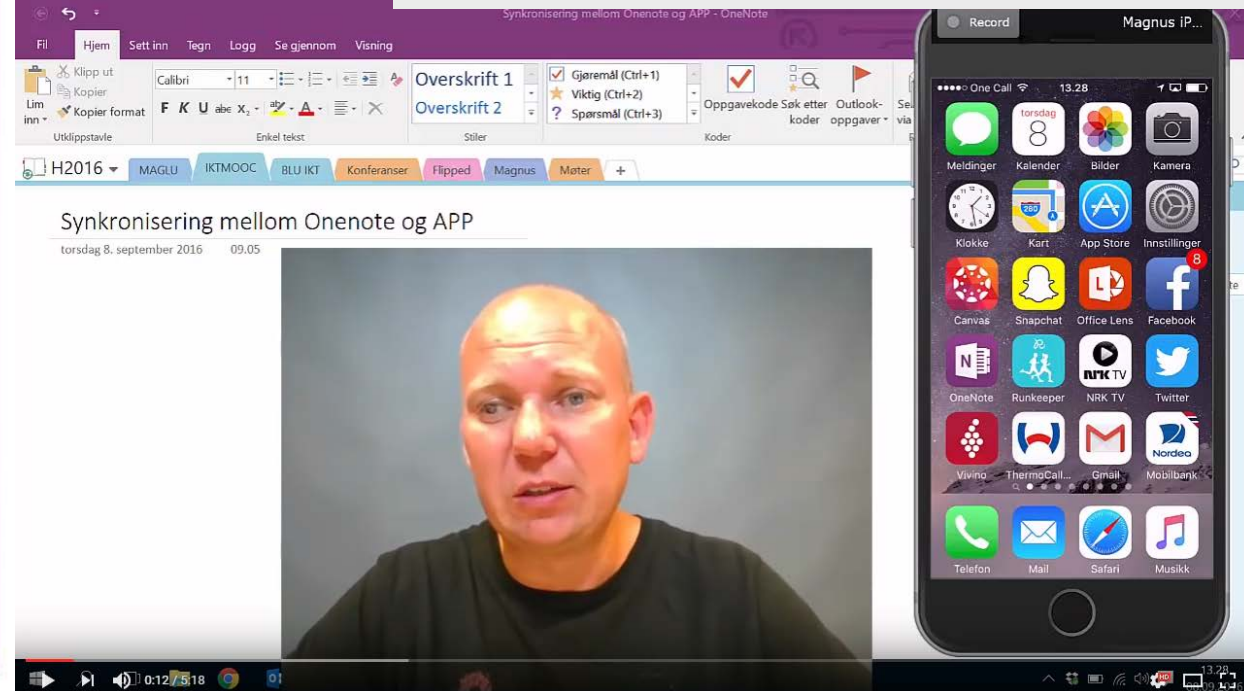 Synkronisering mellom Onenote og APP - OneNote
Fil Hjem Sett inn Tegn Logg Se gjennom Visning
Lim inn
Klipp ut
Kopier
Kopier format
Utklippstavle
Calibri 11
F K U abc X₂ A
Enkel tekst
Overskrift 1
Overskrift 2
Stiler
Gjøremål (Ctrl+1)
Viktig (Ctrl+2)
? Spørsmål (Ctrl+3)
Oppgavekode
Søk etter koder
Outlook-oppgaver
Koder
H2016 MAGLU IKTMOOC BLU IKT Konferanser Flipped Magnus Møter +
Synkronisering mellom Onenote og APP
torsdag 8. september 2016 09.05
Record Magnus iP...
One Call 13.28
torsdag
8
Meldinger Kalender Bilder Kamera
280
Klokke Kart App Store Innstillinger
8
Canvas Snapchat Office Lens Facebook
N
NRK TV
OneNote Runkeeper NRK TV Twitter
Nordea
Vivino ThermoCall... Gmail Mobilbank
Telefon Mail Safari Musikk
0:12 / 5:18
HD
13.28